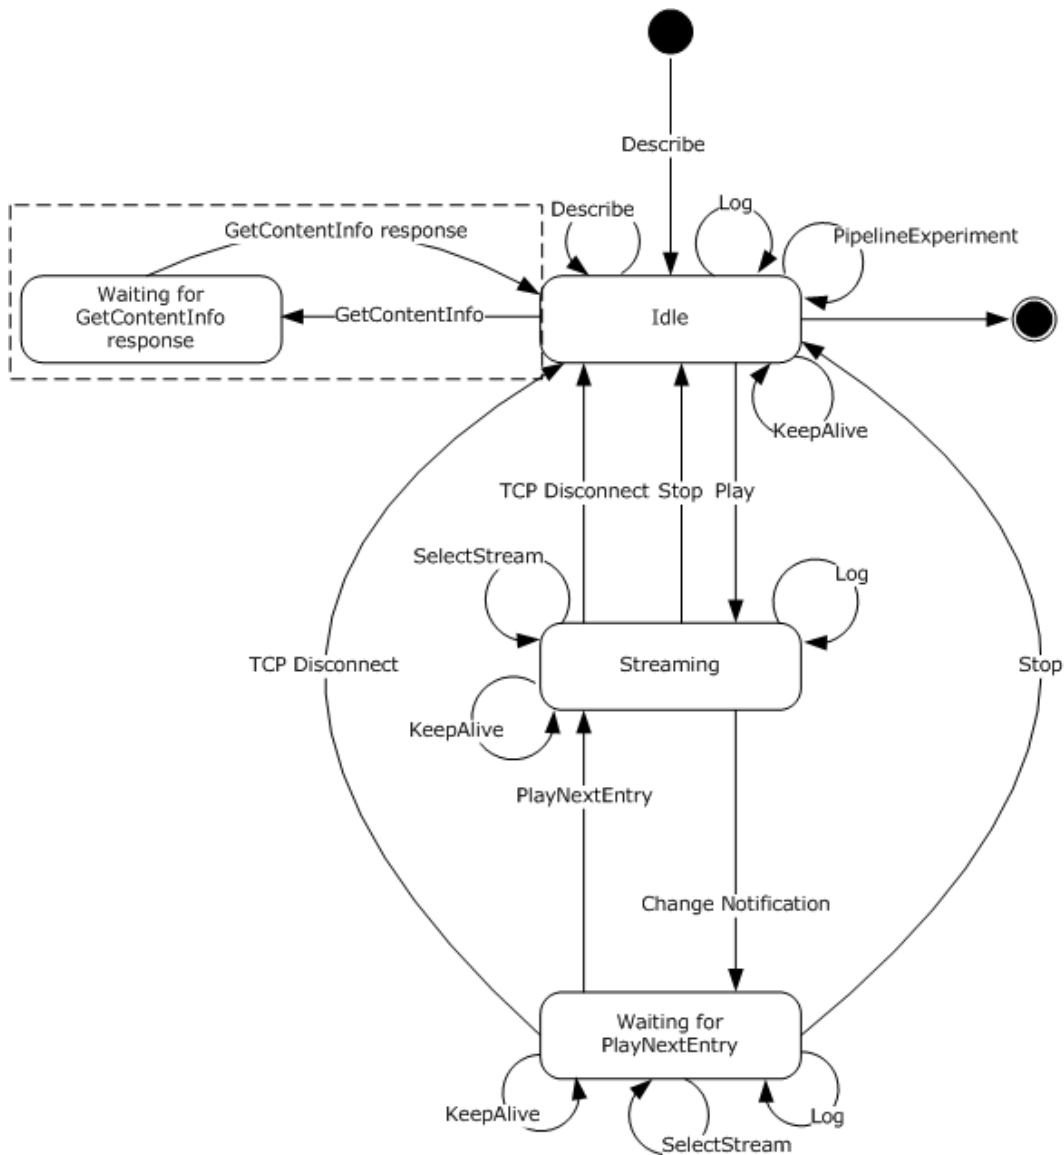 Describe
Describe
Log
GetContentInfo response
PipelineExperiment
Waiting for
GetContentInfo
response
GetContentInfo
Idle
KeepAlive
TCP Disconnect
Stop
Play
SelectStream
Log
TCP Disconnect
Streaming
Stop
KeepAlive
PlayNextEntry
Change Notification
Waiting for
PlayNextEntry
KeepAlive
Log
SelectStream